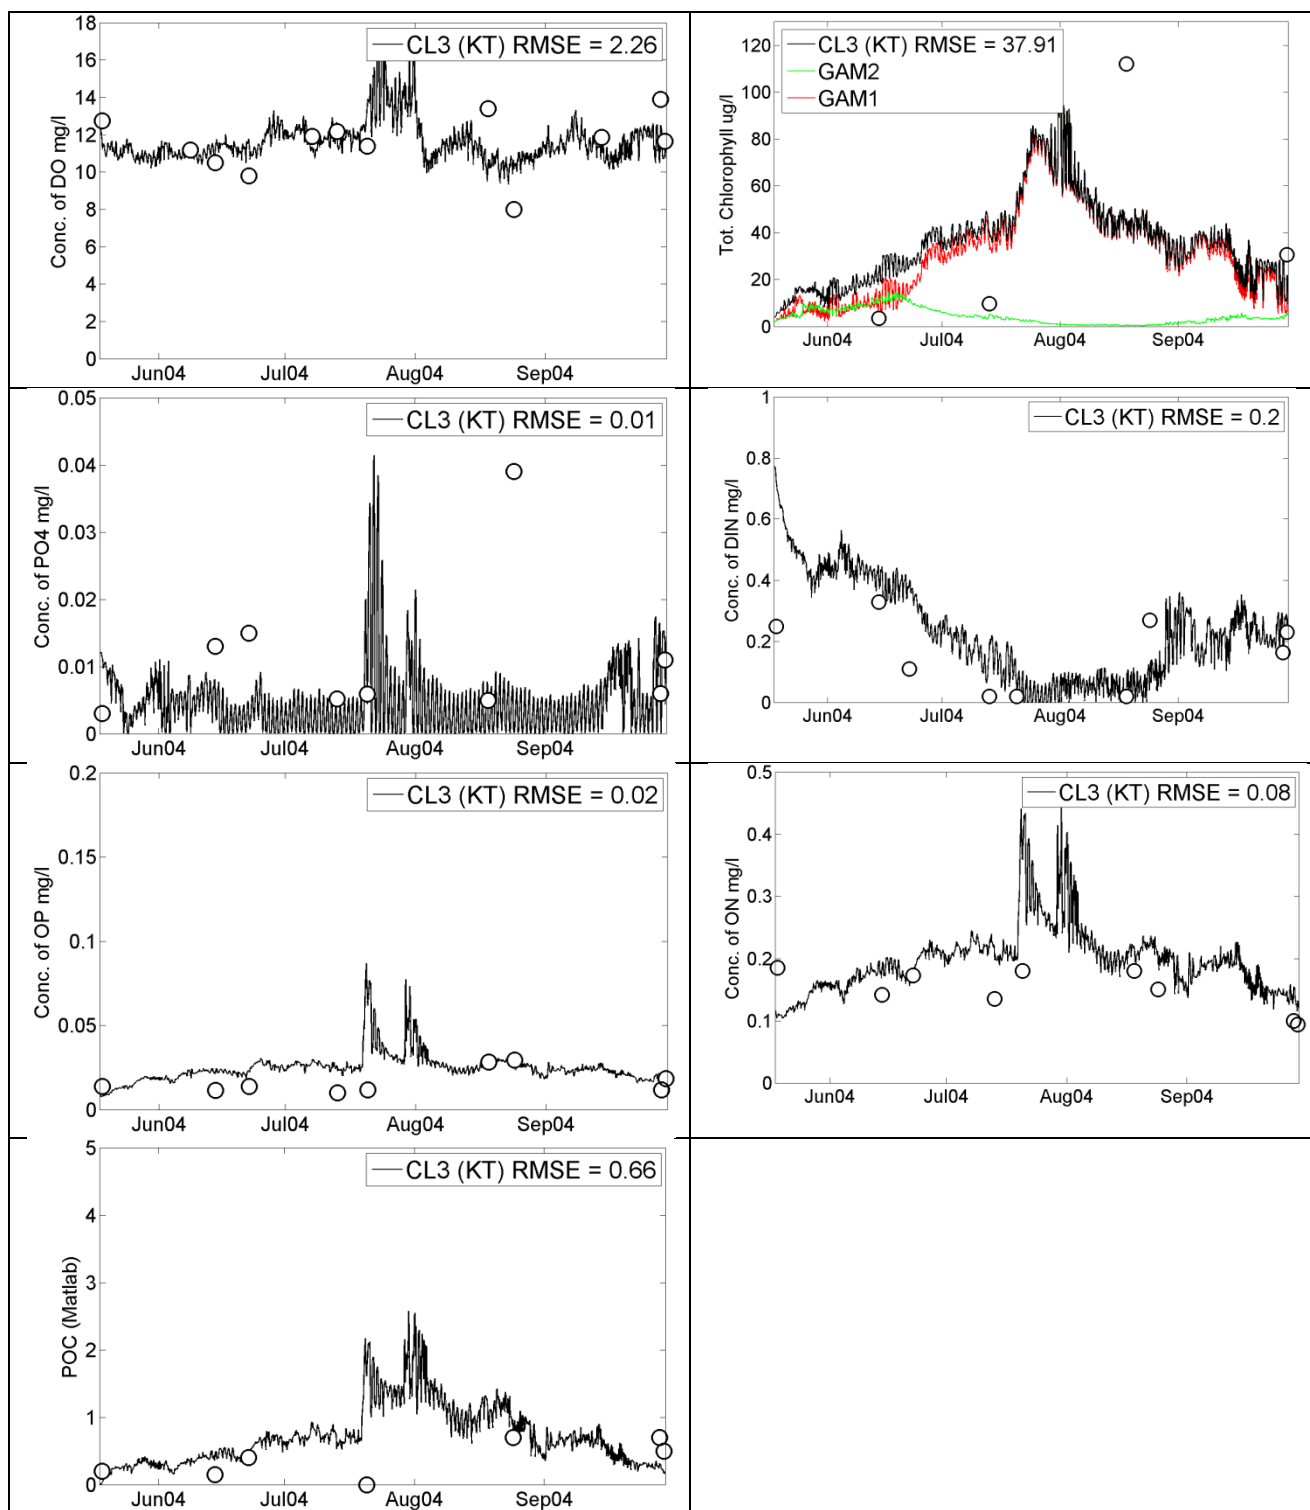 18
16
14
12
10
8
6
4
2
0
Conc. of DO mg/l
CL3 (KT) RMSE = 2.26
Jun04 Jul04 Aug04 Sep04
120
100
80
60
40
20
0
Tot. Chlorophyll ug/l
CL3 (KT) RMSE = 37.91
GAM2
GAM1
Jun04 Jul04 Aug04 Sep04
0.05
0.04
0.03
0.02
0.01
0
Conc. of PO4 mg/l
CL3 (KT) RMSE = 0.01
Jun04 Jul04 Aug04 Sep04
1
0.8
0.6
0.4
0.2
0
Conc. of DIN mg/l
CL3 (KT) RMSE = 0.2
Jun04 Jul04 Aug04 Sep04
0.2
0.15
0.1
0.05
0
Conc. of OP mg/l
CL3 (KT) RMSE = 0.02
Jun04 Jul04 Aug04 Sep04
0.5
0.4
0.3
0.2
0.1
0
Conc. of ON mg/l
CL3 (KT) RMSE = 0.08
Jun04 Jul04 Aug04 Sep04
5
4
3
2
1
0
POC (Matlab)
CL3 (KT) RMSE = 0.66
Jun04 Jul04 Aug04 Sep04